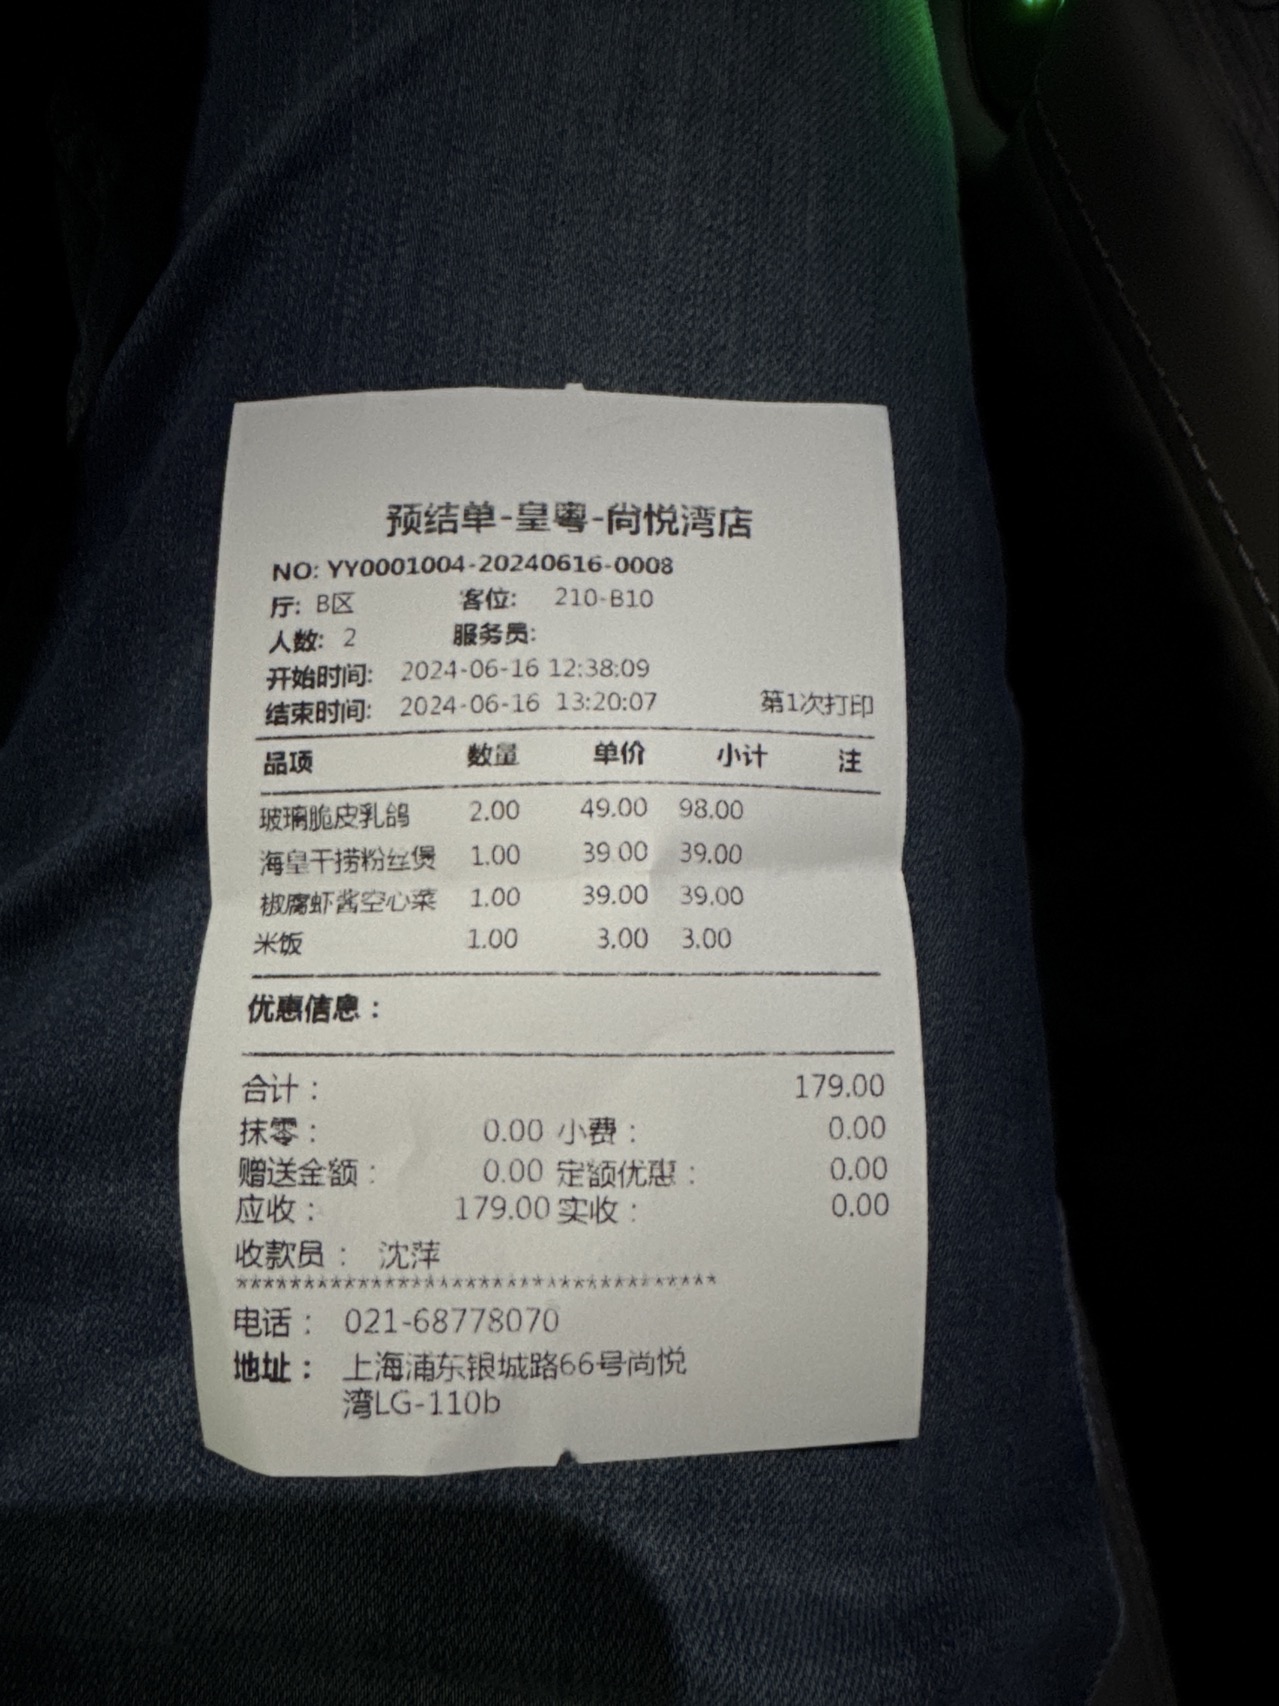 预结单-皇粤-尚悦湾店
NO: YY0001004-20240616-0008
厅: B区 客位: 210-B10
人数: 2 服务员:
开始时间: 2024-06-16 12:38:09
结束时间: 2024-06-16 13:20:07 第1次打印
品项 数量 单价 小计 注
玻璃脆皮乳鸽 2.00 49.00 98.00
海皇干捞粉丝煲 1.00 39.00 39.00
椒腐虾酱空心菜 1.00 39.00 39.00
米饭 1.00 3.00 3.00
优惠信息：
合计： 179.00
抹零： 0.00 小费： 0.00
赠送金额： 0.00 定额优惠： 0.00
应收： 179.00 实收： 0.00
收款员： 沈萍
************************************
电话： 021-68778070
地址： 上海浦东银城路66号尚悦
湾LG-110b